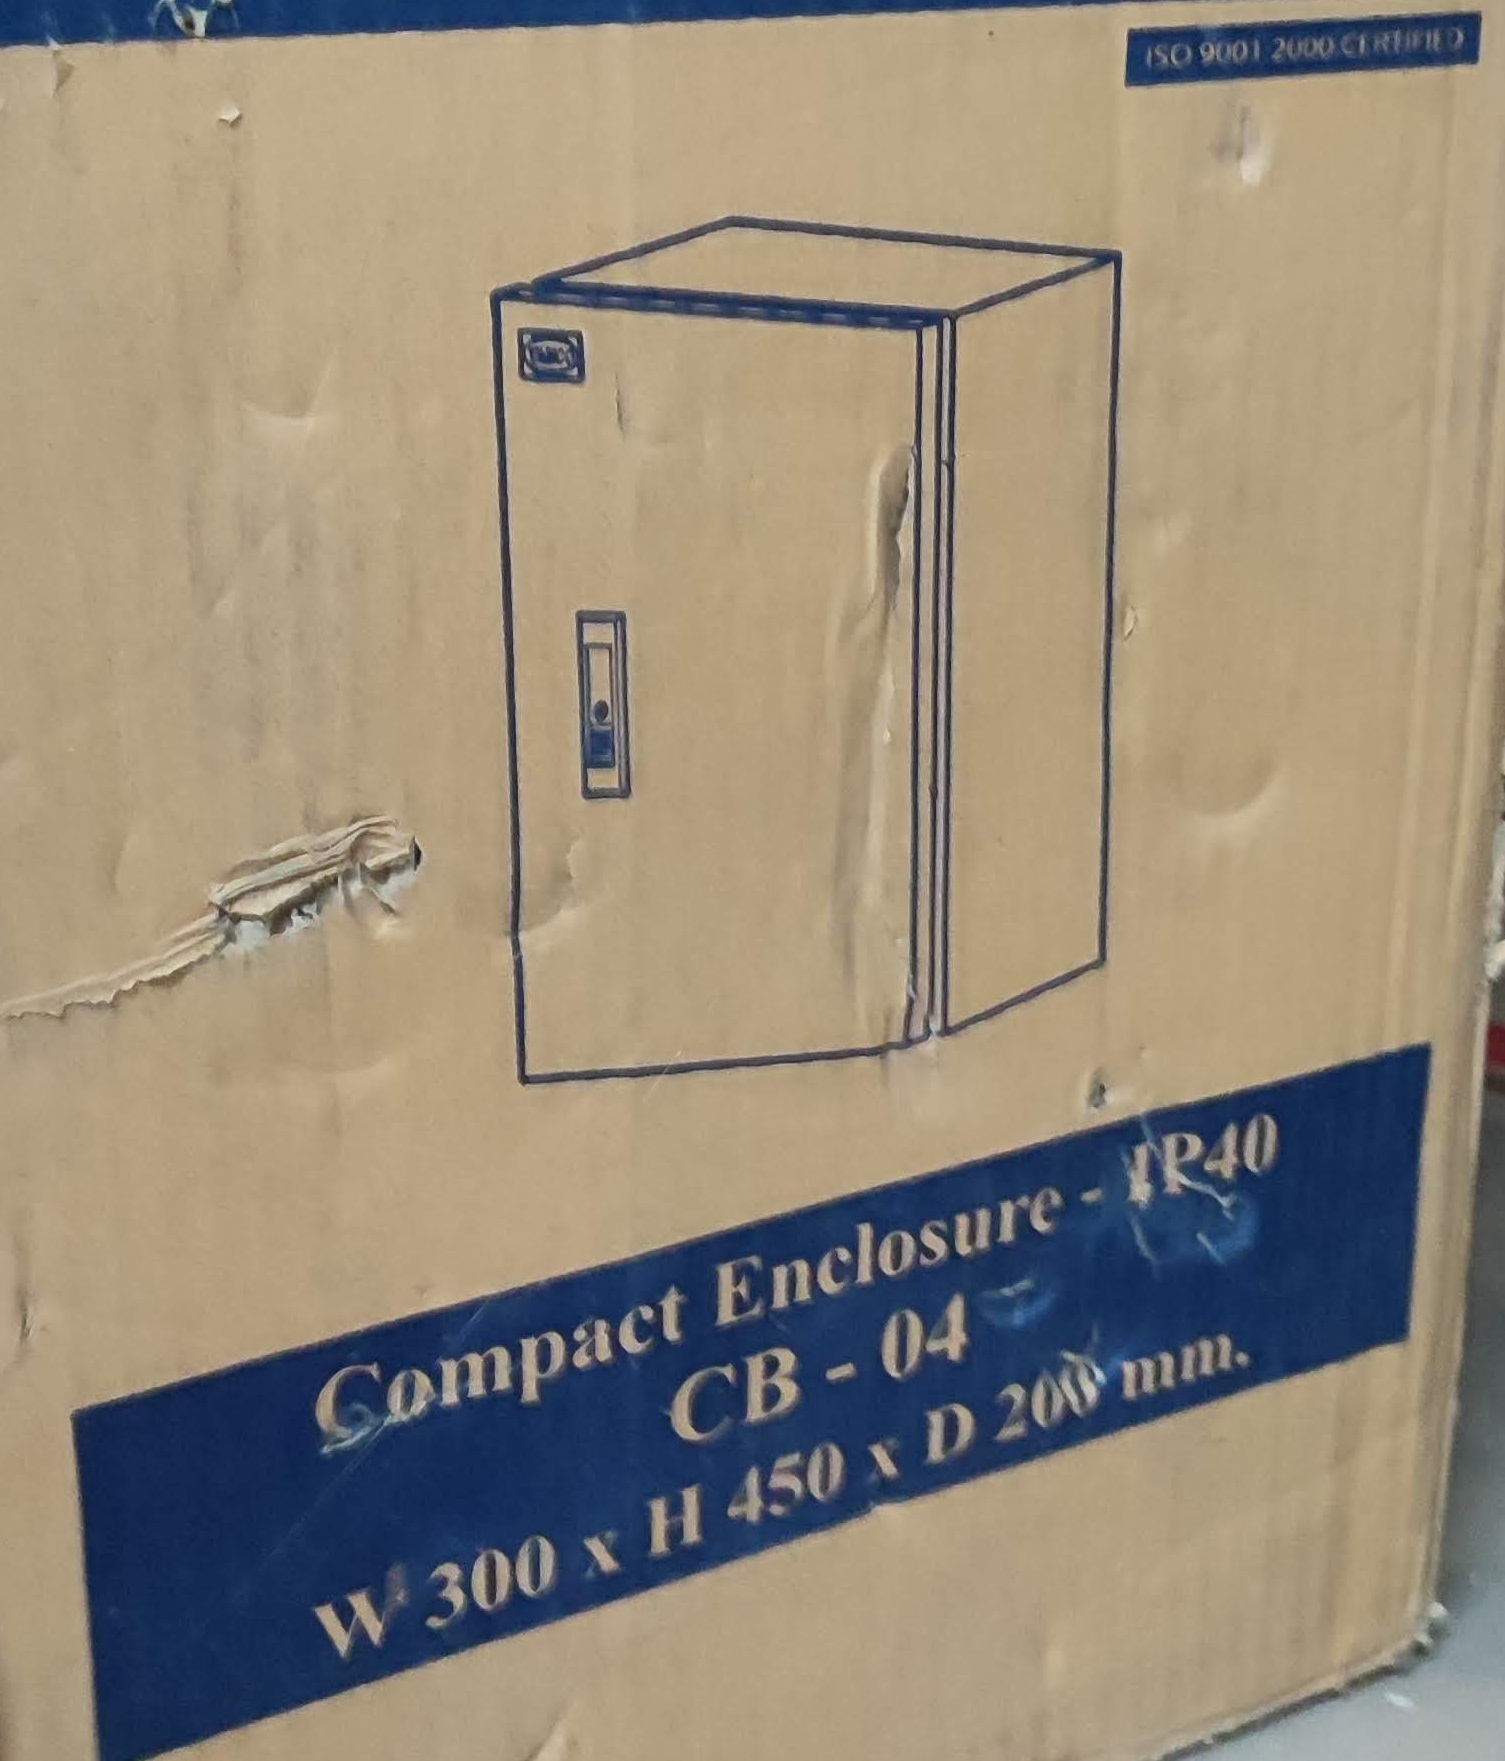 ISO 9001 2000 CERTIFIED
Compact Enclosure - IP40
CB - 04
W 300 x H 450 x D 200 mm.